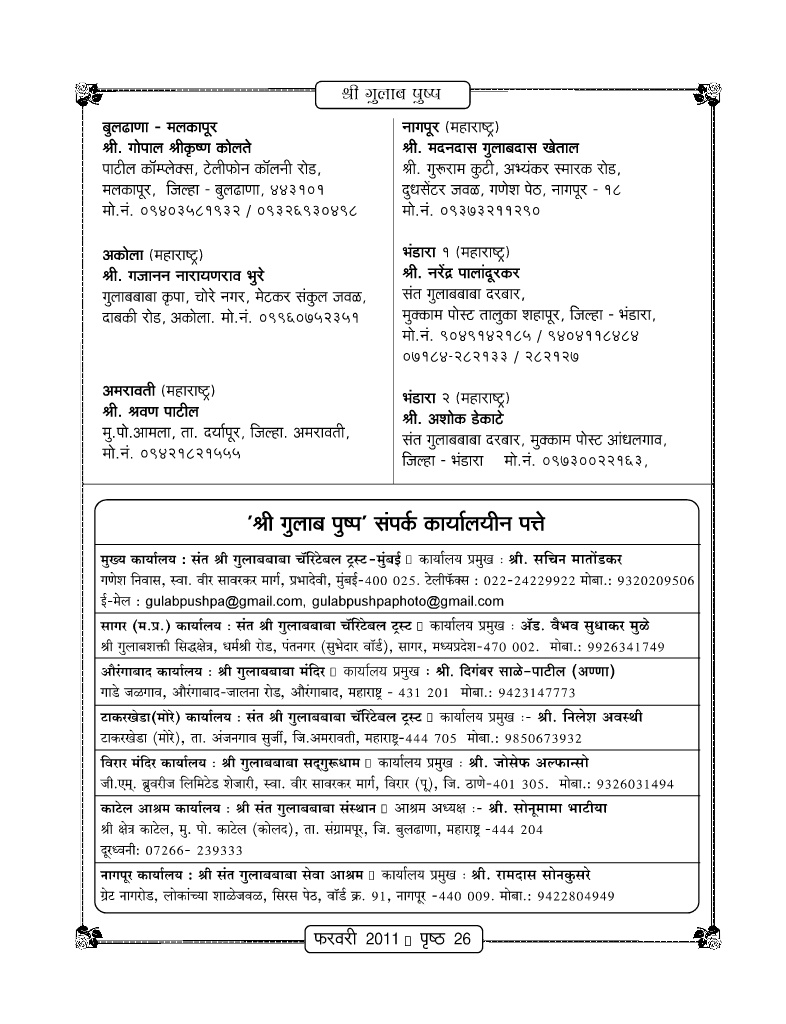 श्री गुलाब पुष्प
बुलढाणा - मलकापूर
श्री. गोपाल श्रीकृष्ण कोलते
पाटील कॉम्प्लेक्स, टेलीफोन कॉलनी रोड,
मलकापूर, जिल्हा - बुलढाणा, ४४३१०१
मो.नं. ०९४०३५८१९३२ / ०९३२६९३०४९८
अकोला (महाराष्ट्र)
श्री. गजानन नारायणराव भुरे
गुलाबबाबा कृपा, चोरे नगर, मेटकर संकुल जवळ,
दाबकी रोड, अकोला. मो.नं. ०९९६०७५२३५१
अमरावती (महाराष्ट्र)
श्री. श्रवण पाटील
मु.पो.आमला, ता. दर्यापूर, जिल्हा. अमरावती,
मो.नं. ०९४२१८२१५५५
नागपूर (महाराष्ट्र)
श्री. मदनदास गुलाबदास खेताल
श्री. गुरूराम कुटी, अभ्यंकर स्मारक रोड,
दुधसेंटर जवळ, गणेश पेठ, नागपूर - १८
मो.नं. ०९३७३२११२९०
भंडारा १ (महाराष्ट्र)
श्री. नरेंद्र पालांदूरकर
संत गुलाबबाबा दरबार,
मुक्काम पोस्ट तालुका शहापूर, जिल्हा - भंडारा,
मो.नं. ९०४९१४२१८५ / ९४०४११८४८४
०७१८४-२८२१३३ / २८२१२७
भंडारा २ (महाराष्ट्र)
श्री. अशोक डेकाटे
संत गुलाबबाबा दरबार, मुक्काम पोस्ट आंधलगाव,
जिल्हा - भंडारा मो.नं. ०९७३००२२१६३,
'श्री गुलाब पुष्प' संपर्क कार्यालयीन पत्ते
मुख्य कार्यालय : संत श्री गुलाबबाबा चॅरिटेबल ट्रस्ट-मुंबई ▯ कार्यालय प्रमुख : श्री. सचिन मातोंडकर
गणेश निवास, स्वा. वीर सावरकर मार्ग, प्रभादेवी, मुंबई-400 025. टेलीफॅक्स : 022-24229922 मोबा.: 9320209506
ई-मेल : gulabpushpa@gmail.com, gulabpushpaphoto@gmail.com
सागर (म.प्र.) कार्यालय : संत श्री गुलाबबाबा चॅरिटेबल ट्रस्ट ▯ कार्यालय प्रमुख : अ‍ॅड. वैभव सुधाकर मुळे
श्री गुलाबशक्ती सिद्धक्षेत्र, धर्मश्री रोड, पंतनगर (सुभेदार वॉर्ड), सागर, मध्यप्रदेश-470 002. मोबा.: 9926341749
औरंगाबाद कार्यालय : श्री गुलाबबाबा मंदिर ▯ कार्यालय प्रमुख : श्री. दिगंबर साळे-पाटील (अण्णा)
गाडे जळगाव, औरंगाबाद-जालना रोड, औरंगाबाद, महाराष्ट्र - 431 201 मोबा.: 9423147773
टाकरखेडा(मोरे) कार्यालय : संत श्री गुलाबबाबा चॅरिटेबल ट्रस्ट ▯ कार्यालय प्रमुख :- श्री. निलेश अवस्थी
टाकरखेडा (मोरे), ता. अंजनगाव सुर्जी, जि.अमरावती, महाराष्ट्र-444 705 मोबा.: 9850673932
विरार मंदिर कार्यालय : श्री गुलाबबाबा सद्‌गुरूधाम ▯ कार्यालय प्रमुख : श्री. जोसेफ अल्फान्सो
जी.एम्. ब्रुवरीज लिमिटेड शेजारी, स्वा. वीर सावरकर मार्ग, विरार (पू), जि. ठाणे-401 305. मोबा.: 9326031494
काटेल आश्रम कार्यालय : श्री संत गुलाबबाबा संस्थान ▯ आश्रम अध्यक्ष :- श्री. सोनूमामा भाटीया
श्री क्षेत्र काटेल, मु. पो. काटेल (कोलद), ता. संग्रामपूर, जि. बुलढाणा, महाराष्ट्र -444 204
दूरध्वनी: 07266- 239333
नागपूर कार्यालय : श्री संत गुलाबबाबा सेवा आश्रम ▯ कार्यालय प्रमुख : श्री. रामदास सोनकुसरे
ग्रेट नागरोड, लोकांच्या शाळेजवळ, सिरस पेठ, वॉर्ड क्र. 91, नागपूर -440 009. मोबा.: 9422804949
फरवरी 2011 ▯ पृष्ठ 26